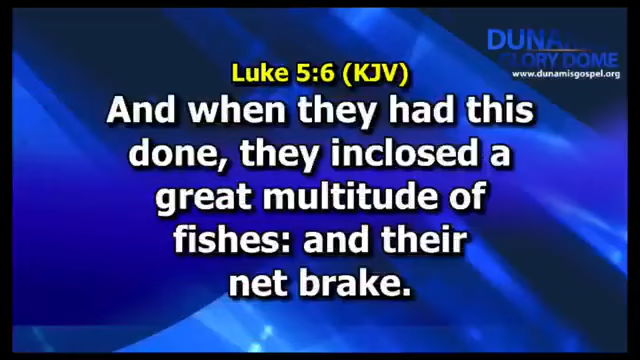 DUNAMIS
GLORY DOME
www.dunamisgospel.org
Luke 5:6 (KJV)
And when they had this
done, they inclosed a
great multitude of
fishes: and their
net brake.